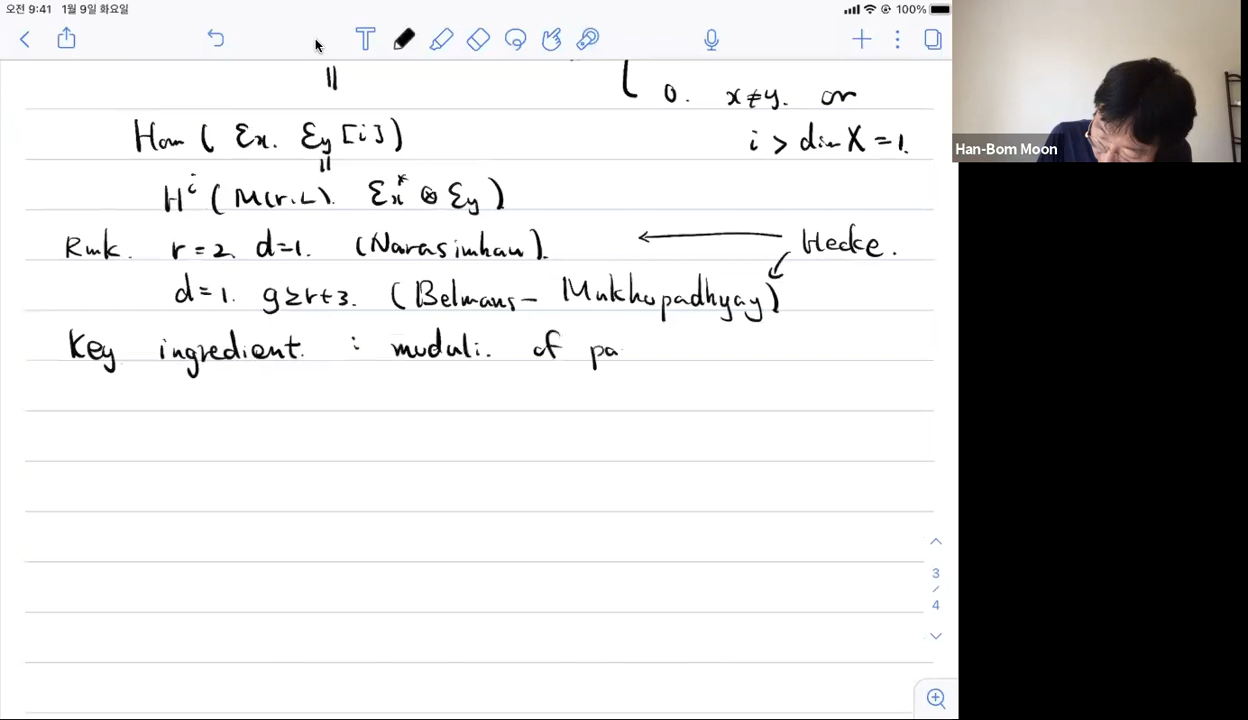 오전 9:41 1월 9일 화요일
100%
Han-Bom Moon
||
0. x≠y. or
Hom ( Ɛx. Ɛy [i] )
i > dim X = 1.
||
Hⁱ ( M(r.L). Ɛx* ⊗ Ɛy )
Rmk. r = 2. d=1. (Narasimhan). ← Hecke.
d=1. g≥r+3. (Belmans- Mukhopadhyay)
Key ingredient. : moduli. of pa
3
/
4